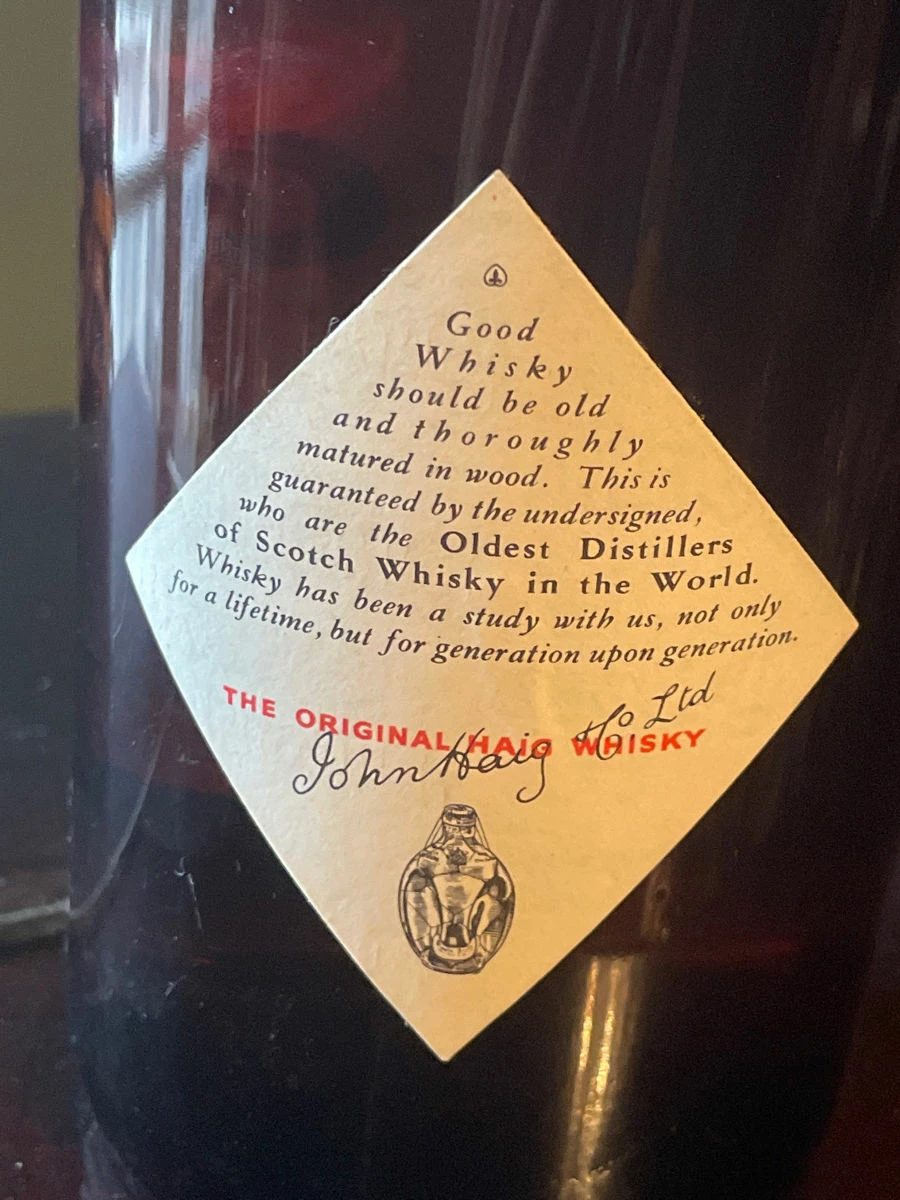 Good
Whisky
should be old
and thoroughly
matured in wood. This is
guaranteed by the undersigned,
who are the Oldest Distillers
of Scotch Whisky in the World.
Whisky has been a study with us, not only
for a lifetime, but for generation upon generation.
THE ORIGINAL HAIG WHISKY
John Haig & Co Ltd